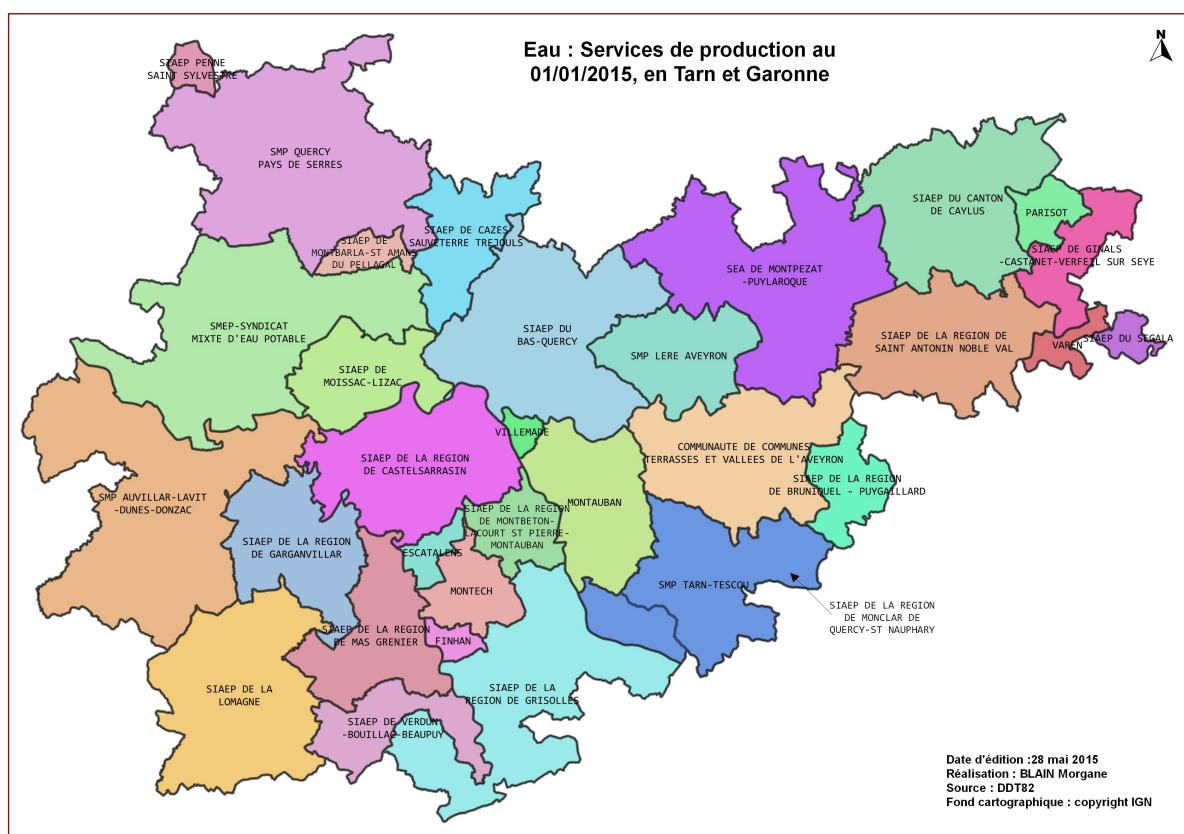 Eau : Services de production au
01/01/2015, en Tarn et Garonne
N
SIAEP PENNE
SAINT SYLVESTRE
SMP QUERCY
PAYS DE SERRES
SIAEP DE CAZES
SAUVETERRE TREJOULS
SIAEP DE
MONTBARLA-ST AMANS
DU PELLAGAL
SIAEP DU CANTON
DE CAYLUS
PARISOT
SIAEP DE GINALS
-CASTANET-VERFEIL SUR SEYE
SEA DE MONTPEZAT
-PUYLAROQUE
SMEP-SYNDICAT
MIXTE D'EAU POTABLE
SIAEP DU
BAS-QUERCY
SMP LERE AVEYRON
SIAEP DE LA REGION DE
SAINT ANTONIN NOBLE VAL
VAREN
SIAEP DU SEGALA
SIAEP DE
MOISSAC-LIZAC
VILLEMADE
SIAEP DE LA REGION
DE CASTELSARRASIN
COMMUNAUTE DE COMMUNES
TERRASSES ET VALLEES DE L'AVEYRON
SIAEP DE LA REGION
DE BRUNIQUEL - PUYGAILLARD
SMP AUVILLAR-LAVIT
-DUNES-DONZAC
MONTAUBAN
SIAEP DE LA REGION
DE MONTBETON-
LACOURT ST PIERRE-
MONTAUBAN
SIAEP DE LA REGION
DE GARGANVILLAR
ESCATALENS
MONTECH
SMP TARN-TESCOU
SIAEP DE LA REGION
DE MONCLAR DE
QUERCY-ST NAUPHARY
SIAEP DE LA REGION
DE MAS GRENIER
FINHAN
SIAEP DE LA
LOMAGNE
SIAEP DE LA
REGION DE GRISOLLES
SIAEP DE VERDUN
-BOUILLAC-BEAUPUY
Date d'édition :28 mai 2015
Réalisation : BLAIN Morgane
Source : DDT82
Fond cartographique : copyright IGN